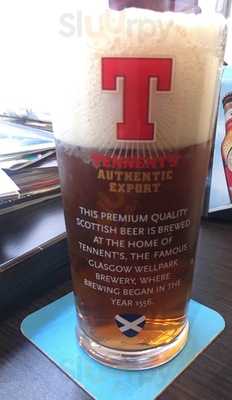 Sluurpy
T
TENNENT'S
AUTHENTIC
EXPORT
THIS PREMIUM QUALITY
SCOTTISH BEER IS BREWED
AT THE HOME OF
TENNENT'S, THE FAMOUS
GLASGOW WELLPARK
BREWERY, WHERE
BREWING BEGAN IN THE
YEAR 1556.